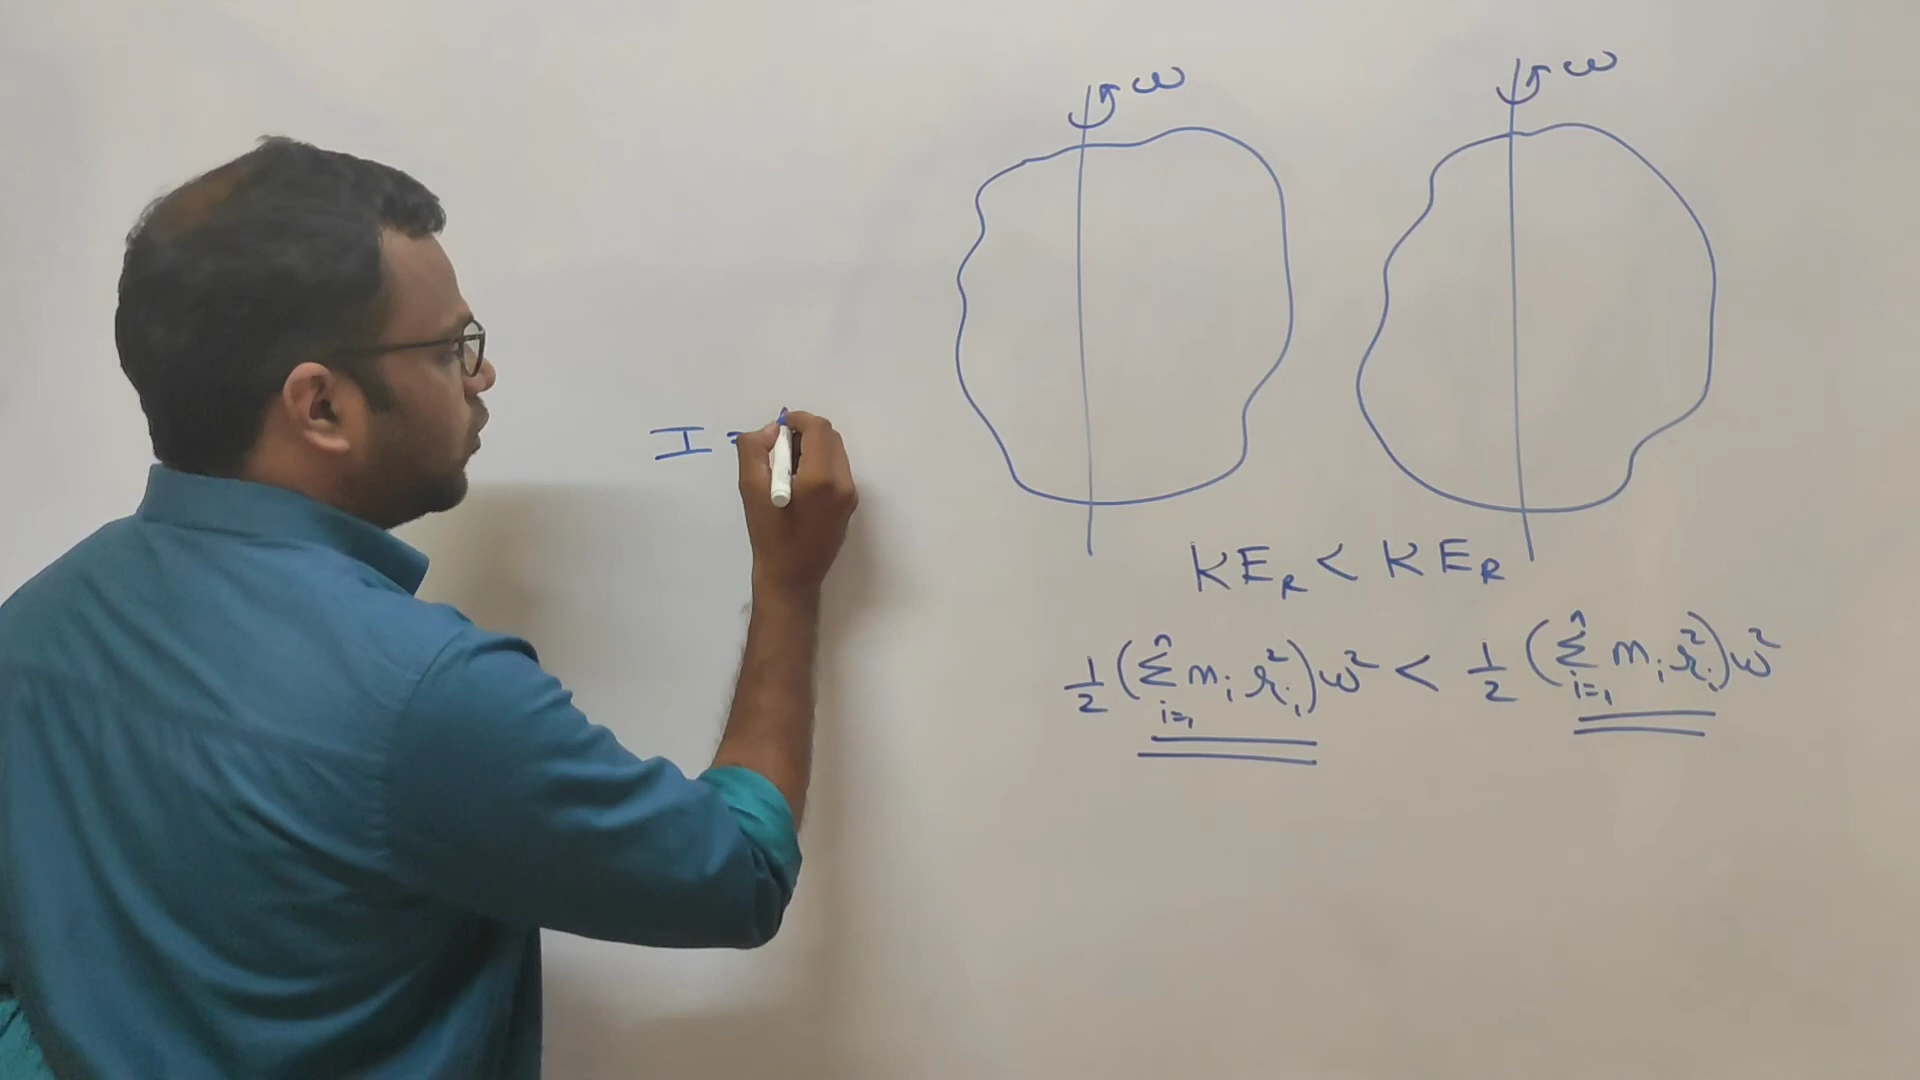 ω ω
I =
KE_R < KE_R
1/2 (Σ_{i=1}^{n} m_i r_i^2) ω^2 < 1/2 (Σ_{i=1}^{n} m_i r_i^2) ω^2